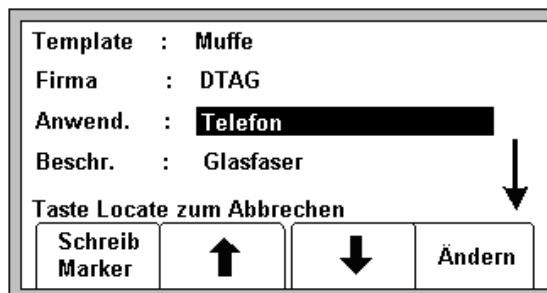 Template : Muffe
Firma : DTAG
Anwend. : Telefon
Beschr. : Glasfaser
Taste Locate zum Abbrechen
Schreib
Marker
Ändern